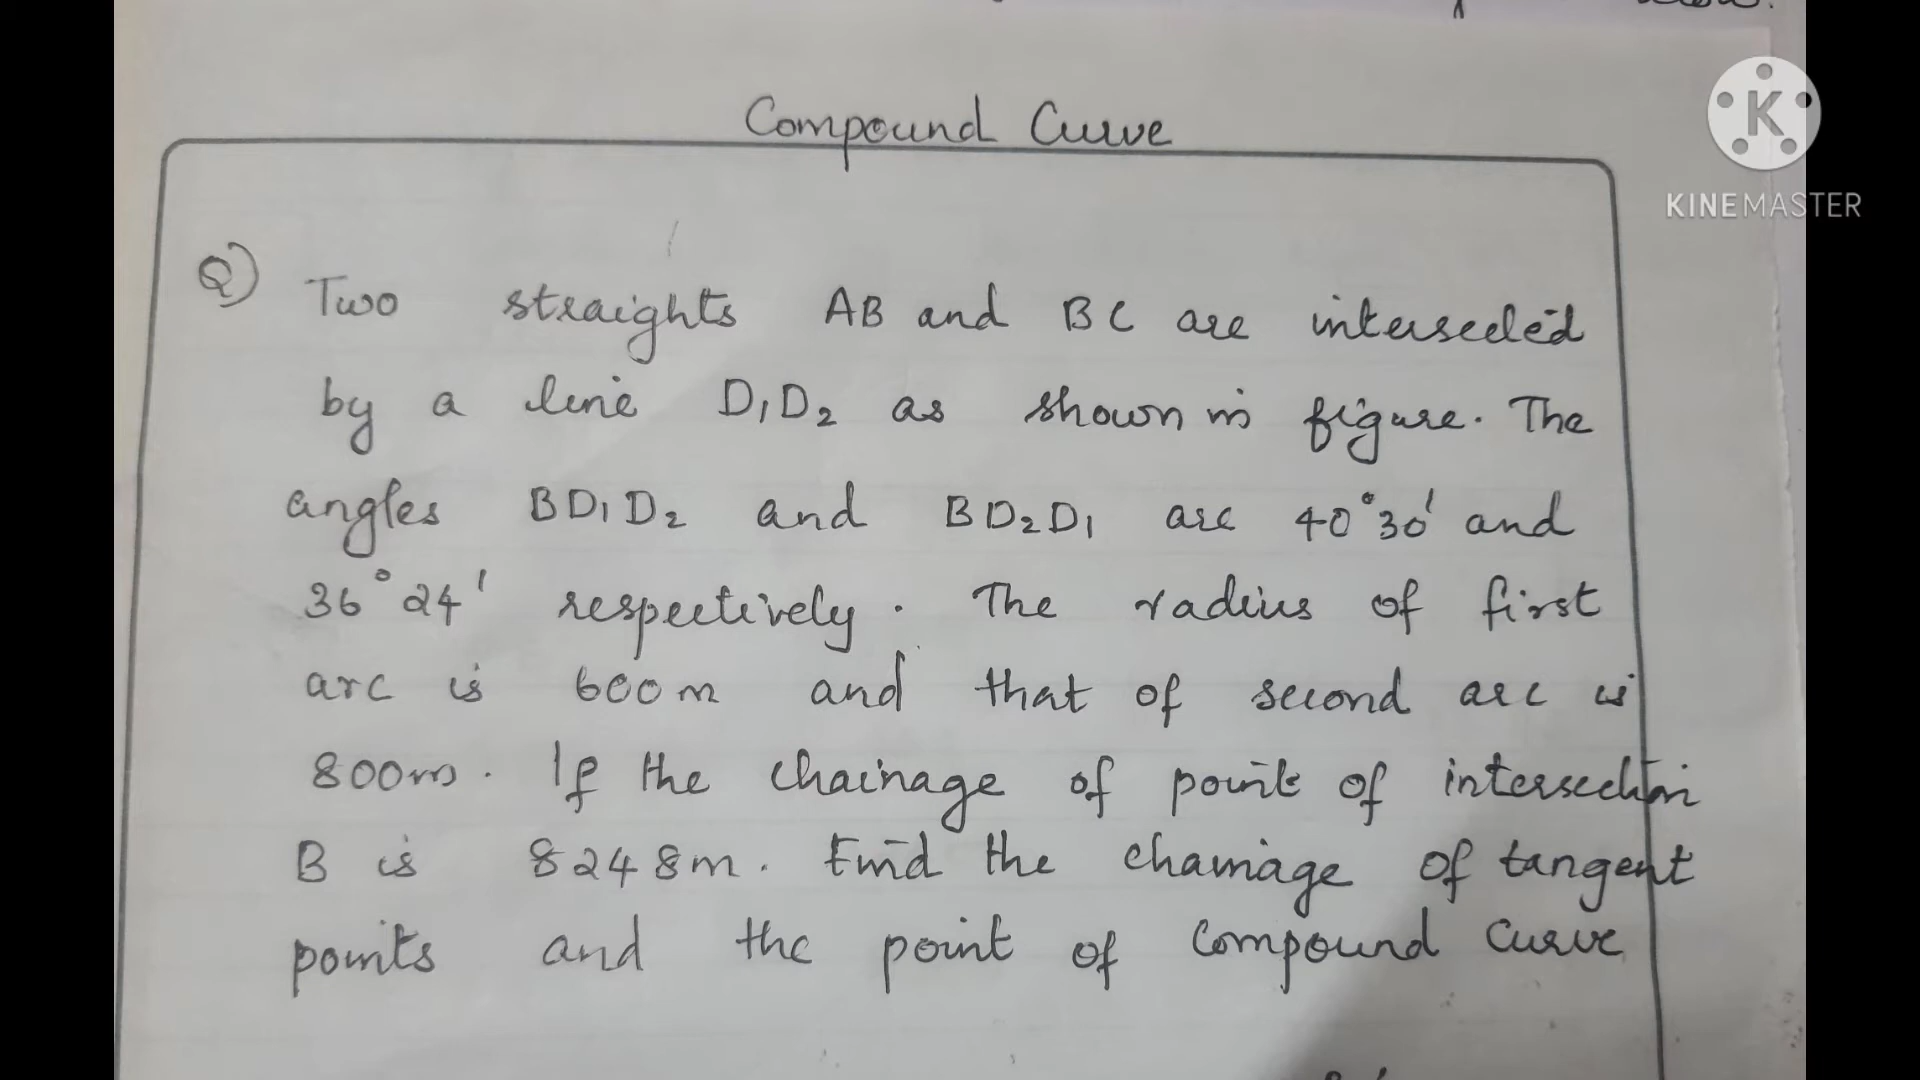 Compound Curve
KINEMASTER
Q) Two straights AB and BC are intersected
by a line D1D2 as shown in figure. The
angles BD1D2 and BD2D1 are 40°30' and
36°24' respectively. The radius of first
arc is 600m and that of second arc is
800m. If the chainage of point of intersection
B is 8248m. Find the chainage of tangent
points and the point of compound curve